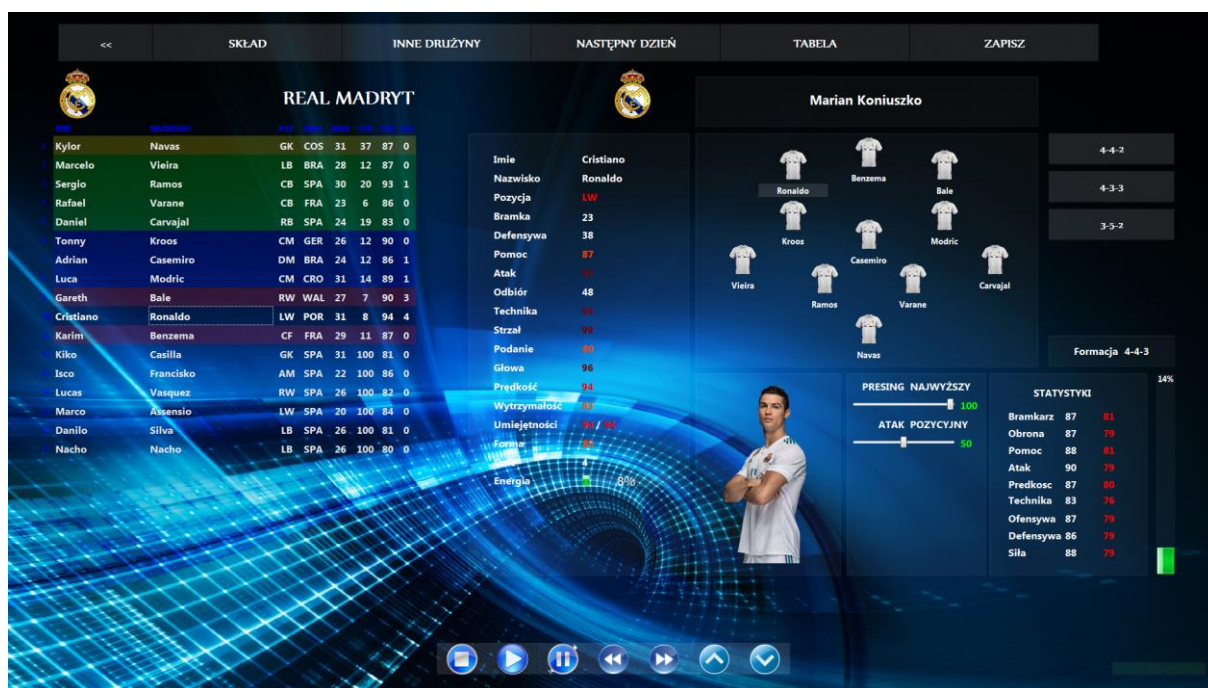 << SKŁAD INNE DRUŻYNY NASTĘPNY DZIEŃ TABELA ZAPISZ
REAL MADRYT
IMIE NAZWISKO POZ
Kylor Navas GK COS 31 37 87 0
Marcelo Vieira LB BRA 28 12 87 0
Sergio Ramos CB SPA 30 20 93 1
Rafael Varane CB FRA 23 6 86 0
Daniel Carvajal RB SPA 24 19 83 0
Tonny Kroos CM GER 26 12 90 0
Adrian Casemiro DM BRA 24 12 86 1
Luca Modric CM CRO 31 14 89 1
Gareth Bale RW WAL 27 7 90 3
Cristiano Ronaldo LW POR 31 8 94 4
Karim Benzema CF FRA 29 11 87 0
Kiko Casilla GK SPA 31 100 81 0
Isco Francisko AM SPA 22 100 86 0
Lucas Vasquez RW SPA 26 100 82 0
Marco Assensio LW SPA 20 100 84 0
Danilo Silva LB SPA 26 100 81 0
Nacho Nacho LB SPA 26 100 80 0
Imie Cristiano
Nazwisko Ronaldo
Pozycja LW
Bramka 23
Defensywa 38
Pomoc 87
Atak
Odbiór 48
Technika
Strzał 99
Podanie 80
Głowa 96
Prędkość 94
Wytrzymałość
Umiejętności 94 / 94
Forma
4
Energia 8%
Marian Koniuszko
Ronaldo Benzema Bale
Kroos Casemiro Modric
Vieira Ramos Varane Carvajal
Navas
4-4-2
4-3-3
3-5-2
Formacja 4-4-3
PRESING NAJWYŻSZY
100
ATAK POZYCYJNY
50
STATYSTYKI
Bramkarz 87 81
Obrona 87 79
Pomoc 88 81
Atak 90 79
Predkosc 87 80
Technika 83 76
Ofensywa 87 79
Defensywa 86 79
Siła 88 79
14%